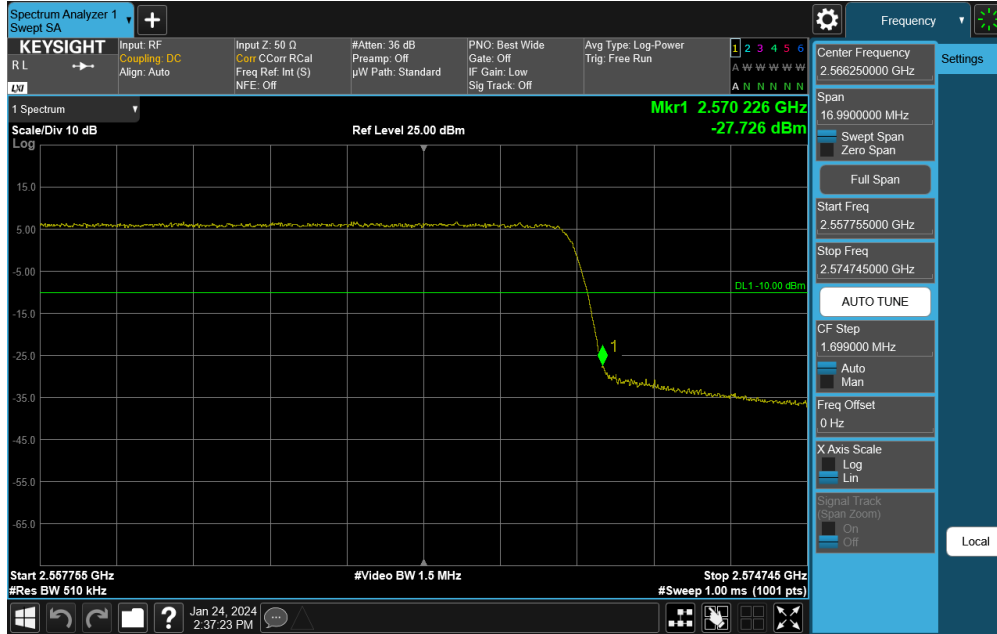 Spectrum Analyzer 1
Swept SA
+
Frequency
KEYSIGHT
R L
LXI
Input: RF
Coupling: DC
Align: Auto
Input Z: 50 Ω
Corr CCorr RCal
Freq Ref: Int (S)
NFE: Off
#Atten: 36 dB
Preamp: Off
µW Path: Standard
PNO: Best Wide
Gate: Off
IF Gain: Low
Sig Track: Off
Avg Type: Log-Power
Trig: Free Run
1 2 3 4 5 6
A W W W W W
A N N N N N
1 Spectrum
Scale/Div 10 dB
Log
Ref Level 25.00 dBm
Mkr1 2.570 226 GHz
-27.726 dBm
15.0
5.00
-5.00
-15.0
-25.0
-35.0
-45.0
-55.0
-65.0
DL1 -10.00 dBm
1
Start 2.557755 GHz
#Res BW 510 kHz
#Video BW 1.5 MHz
Stop 2.574745 GHz
#Sweep 1.00 ms (1001 pts)
Center Frequency
2.566250000 GHz
Settings
Span
16.9900000 MHz
Swept Span
Zero Span
Full Span
Start Freq
2.557755000 GHz
Stop Freq
2.574745000 GHz
AUTO TUNE
CF Step
1.699000 MHz
Auto
Man
Freq Offset
0 Hz
X Axis Scale
Log
Lin
Signal Track
(Span Zoom)
On
Off
Local
?
Jan 24, 2024
2:37:23 PM